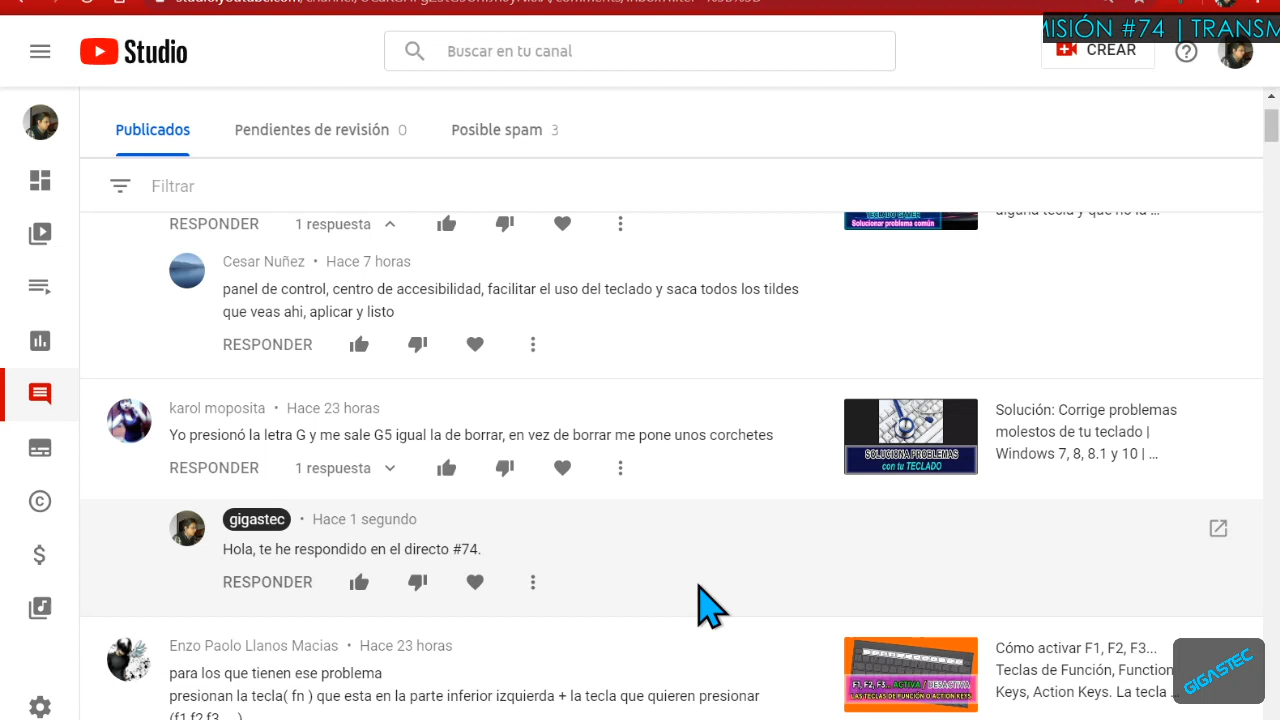 MISIÓN #74 | TRANSM
Studio
Buscar en tu canal
CREAR
Publicados
Pendientes de revisión 0
Posible spam 3
Filtrar
RESPONDER 1 respuesta
TECLADO GAMER
Solucionar problema común
alguna tecla y que no la ...
Cesar Nuñez • Hace 7 horas
panel de control, centro de accesibilidad, facilitar el uso del teclado y saca todos los tildes
que veas ahi, aplicar y listo
RESPONDER
karol moposita • Hace 23 horas
Yo presionó la letra G y me sale G5 igual la de borrar, en vez de borrar me pone unos corchetes
RESPONDER 1 respuesta
SOLUCIONA PROBLEMAS
con tu TECLADO
Solución: Corrige problemas
molestos de tu teclado |
Windows 7, 8, 8.1 y 10 | ...
gigastec • Hace 1 segundo
Hola, te he respondido en el directo #74.
RESPONDER
Enzo Paolo Llanos Macias • Hace 23 horas
para los que tienen ese problema
presionen la tecla( fn ) que esta en la parte inferior izquierda + la tecla que quieren presionar
(f1,f2,f3,...)
F1, F2, F3... ACTIVA / DESACTIVA
LAS TECLAS DE FUNCIÓN O ACTION KEYS
Cómo activar F1, F2, F3...
Teclas de Función, Function
Keys, Action Keys. La tecla ...
GIGASTEC